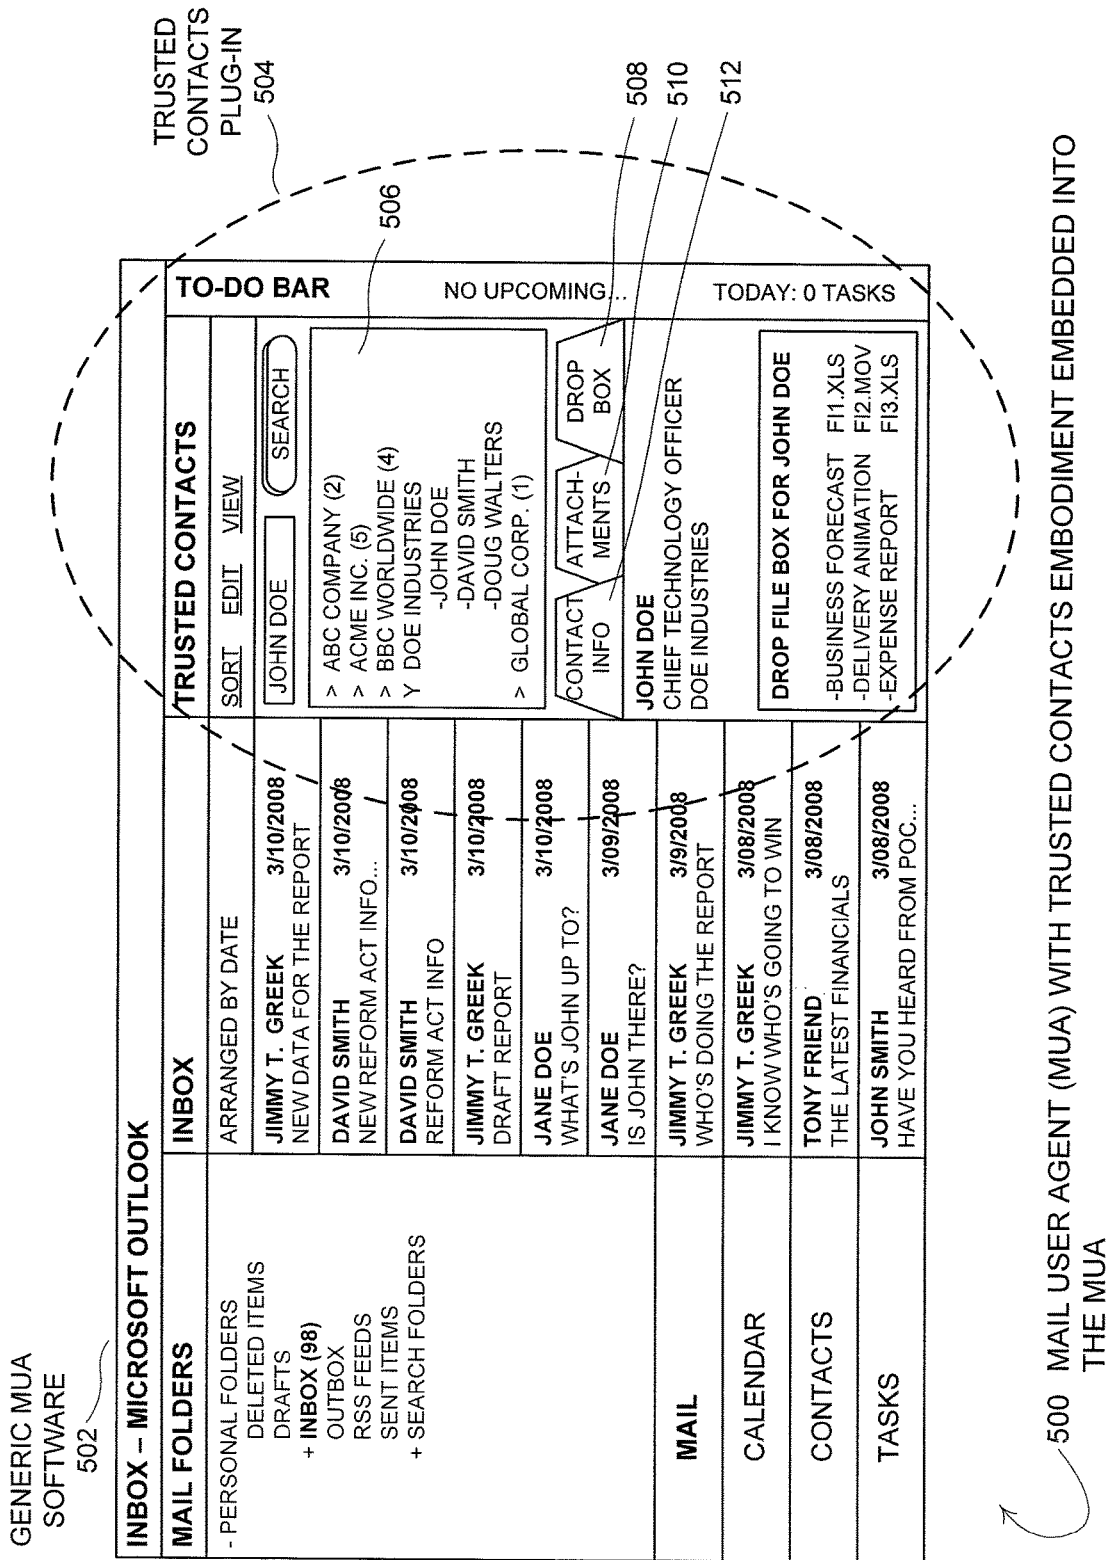 GENERIC MUA
SOFTWARE
502
TRUSTED
CONTACTS
PLUG-IN
504
INBOX – MICROSOFT OUTLOOK
MAIL FOLDERS
- PERSONAL FOLDERS
DELETED ITEMS
DRAFTS
+ INBOX (98)
OUTBOX
RSS FEEDS
SENT ITEMS
+ SEARCH FOLDERS
MAIL
CALENDAR
CONTACTS
TASKS
INBOX
ARRANGED BY DATE
JIMMY T. GREEK 3/10/2008
NEW DATA FOR THE REPORT
DAVID SMITH 3/10/2008
NEW REFORM ACT INFO...
DAVID SMITH 3/10/2008
REFORM ACT INFO
JIMMY T. GREEK 3/10/2008
DRAFT REPORT
JANE DOE 3/10/2008
WHAT'S JOHN UP TO?
JANE DOE 3/09/2008
IS JOHN THERE?
JIMMY T. GREEK 3/9/2008
WHO'S DOING THE REPORT
JIMMY T. GREEK 3/08/2008
I KNOW WHO'S GOING TO WIN
TONY FRIEND 3/08/2008
THE LATEST FINANCIALS
JOHN SMITH 3/08/2008
HAVE YOU HEARD FROM POC...
TRUSTED CONTACTS
SORT EDIT VIEW
JOHN DOE SEARCH
> ABC COMPANY (2)
> ACME INC. (5)
> BBC WORLDWIDE (4)
Y DOE INDUSTRIES
-JOHN DOE
-DAVID SMITH
-DOUG WALTERS
> GLOBAL CORP. (1)
506
CONTACT
INFO
ATTACH-
MENTS
DROP
BOX
508
510
512
JOHN DOE
CHIEF TECHNOLOGY OFFICER
DOE INDUSTRIES
DROP FILE BOX FOR JOHN DOE
-BUSINESS FORECAST FI1.XLS
-DELIVERY ANIMATION FI2.MOV
-EXPENSE REPORT FI3.XLS
TO-DO BAR
NO UPCOMING...
TODAY: 0 TASKS
500 MAIL USER AGENT (MUA) WITH TRUSTED CONTACTS EMBODIMENT EMBEDDED INTO
THE MUA